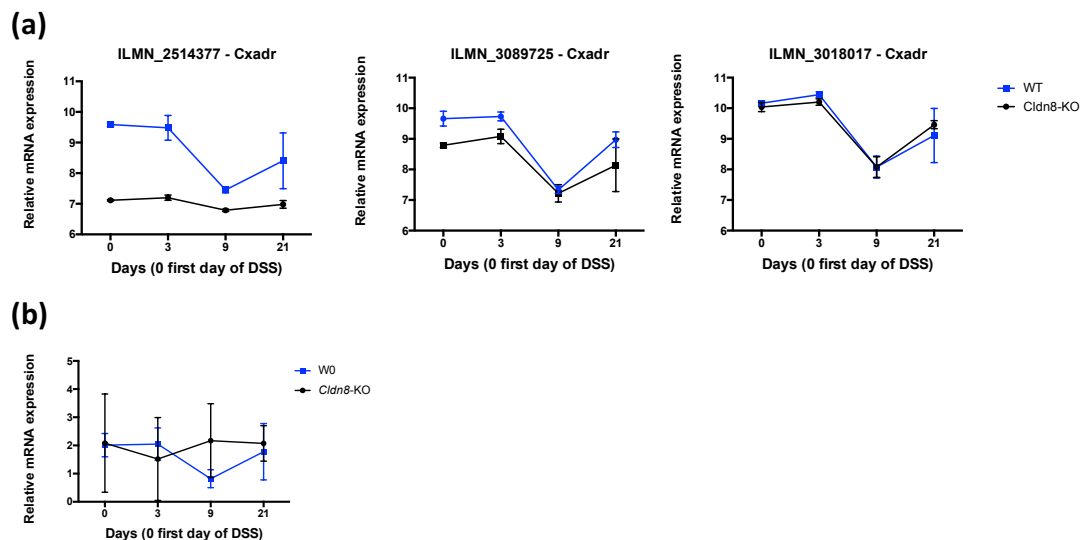 (a)
ILMN_2514377 - Cxadr
ILMN_3089725 - Cxadr
ILMN_3018017 - Cxadr
Relative mRNA expression
11
10
9
8
7
6
0
3
9
21
Days (0 first day of DSS)
Relative mRNA expression
11
10
9
8
7
6
0
3
9
21
Days (0 first day of DSS)
Relative mRNA expression
11
10
9
8
7
6
0
3
9
21
Days (0 first day of DSS)
WT
Cldn8-KO
(b)
Relative mRNA expression
5
4
3
2
1
0
0
3
9
21
Days (0 first day of DSS)
W0
Cldn8-KO